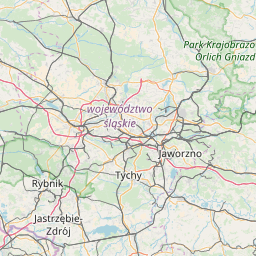 Park Krajobrazo
Orlich Gniazd
województwo
śląskie
Jaworzno
Tychy
Rybnik
Jastrzębie-
Zdrój